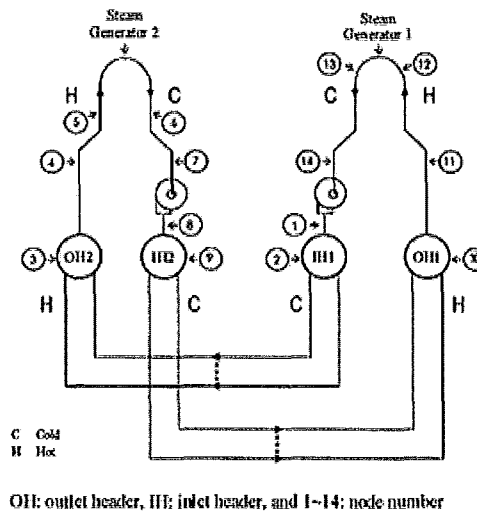 Steam
Generator 2
Steam
Generator 1
13
12
H
C
C
H
5
6
4
7
14
11
1
8
3
OH2
IH2
9
2
IH1
OH1
H
C
C
H
C Cold
H Hot
OH: outlet header, IH: inlet header, and 1~14: node number